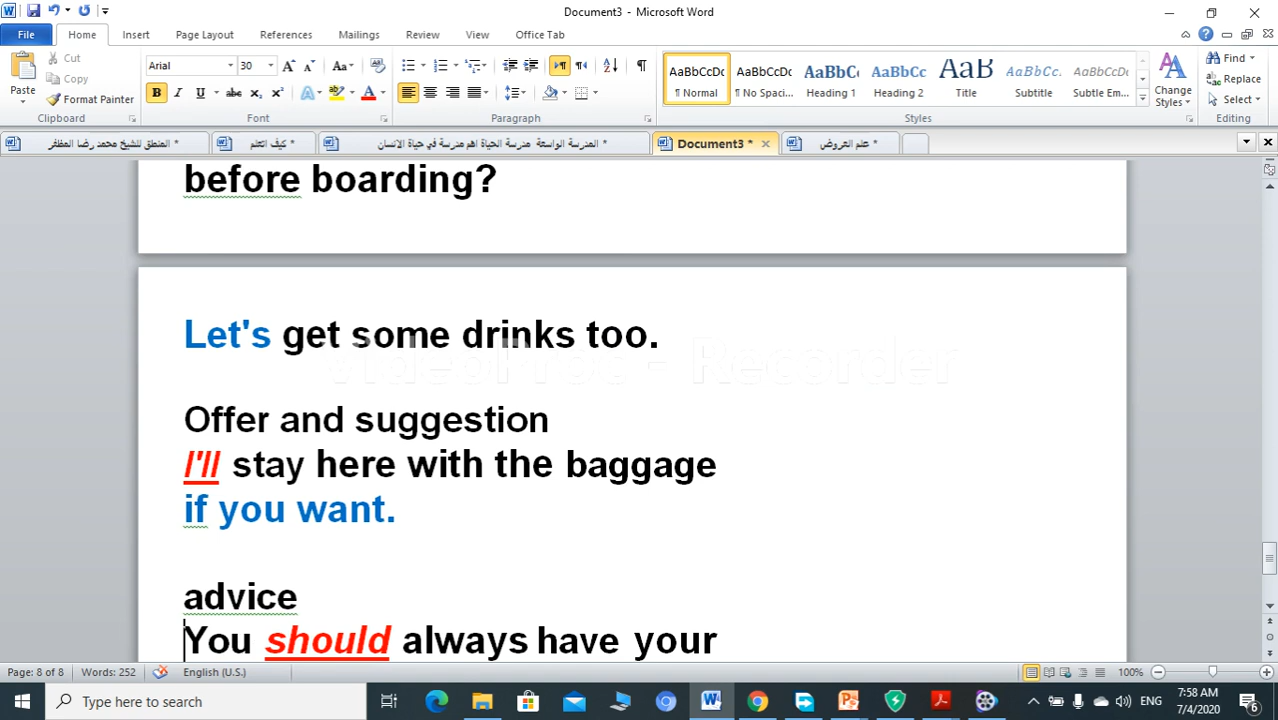 Document3 - Microsoft Word
File Home Insert Page Layout References Mailings Review View Office Tab
Paste Cut Copy Format Painter Clipboard
Arial 30 Font
Paragraph
AaBbCcDc ¶ Normal AaBbCcDc ¶ No Spaci... AaBbC Heading 1 AaBbCc Heading 2 AaB Title AaBbCc. Subtitle AaBbCcDc Subtle Em... Change Styles Styles
Find Replace Select Editing
المنطق للشيخ محمد رضا المظفر * كيف اتعلم * المدرسة الواسعة مدرسة الحياة اهم مدرسة في حياة الانسان * Document3 * علم العروض *
before boarding?
Let's get some drinks too.
VideoProc - Recorder
Offer and suggestion
I'll stay here with the baggage
if you want.
advice
You should always have your
Page: 8 of 8 Words: 252 English (U.S.) 100%
Type here to search ENG 7:58 AM 7/4/2020 6